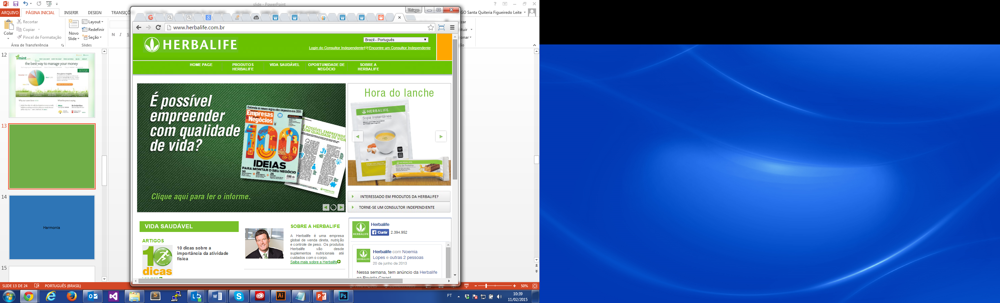 slide - PowerPoint
ARQUIVO
PÁGINA INICIAL
INSERIR
DESIGN
GO Santa Quiteria Figueiredo Leite
Thiago
Colar
Recortar
Copiar
Pincel de Formatação
Área de Transferência
Novo
Slide
Layout
Redefinir
Seção
Slides
N I S
www.herbalife.com.br
HERBALIFE
Brazil - Português
Login do Consultor Independente†|†Encontre um Consultor Independente
HOME PAGE
PRODUTOS
HERBALIFE
VIDA SAUDÁVEL
OPORTUNIDADE DE
NEGÓCIO
SOBRE A
HERBALIFE
É possível
empreender
com qualidade
de vida?
Clique aqui para ler o informe.
Entenda as novas regras dos impostos em 2015
Empresas
Negócios
100
IDEIAS
PARA MONTAR O SEU NEGÓCIO
É POSSÍVEL EMPREENDE
COM QUALIDADE DE VIDA
Hora do lanche
HERBALIFE
Sopa Instantânea
HERBALIFE
Barra de Proteína
INTERESSADO EM PRODUTOS DA HERBALIFE?
TORNE-SE UM CONSULTOR INDEPENDIENTE
VIDA SAUDÁVEL
ARTIGOS
10
dicas
10 dicas sobre a
importância da atividade
física
SOBRE A HERBALIFE
A Herbalife é uma empresa
global de venda direta, nutrição
e controle de peso. Os produtos
Herbalife vão desde
suplementos nutricionais até
cuidados com o corpo.
Saiba mais sobre a Herbalife
Herbalife
Curtir 2.394.952
HERBALIFE
Herbalife com Noemia
Lopes e outras 2 pessoas
20 de junho de 2013
Nessa semana, tem anúncio da Herbalife
na Revista Caras!
12
mint.com
the best way to manage your money
13
14
Harmonia
15
SLIDE 13 DE 24
PORTUGUÊS (BRASIL)
50%
PT
10:39
11/02/2015